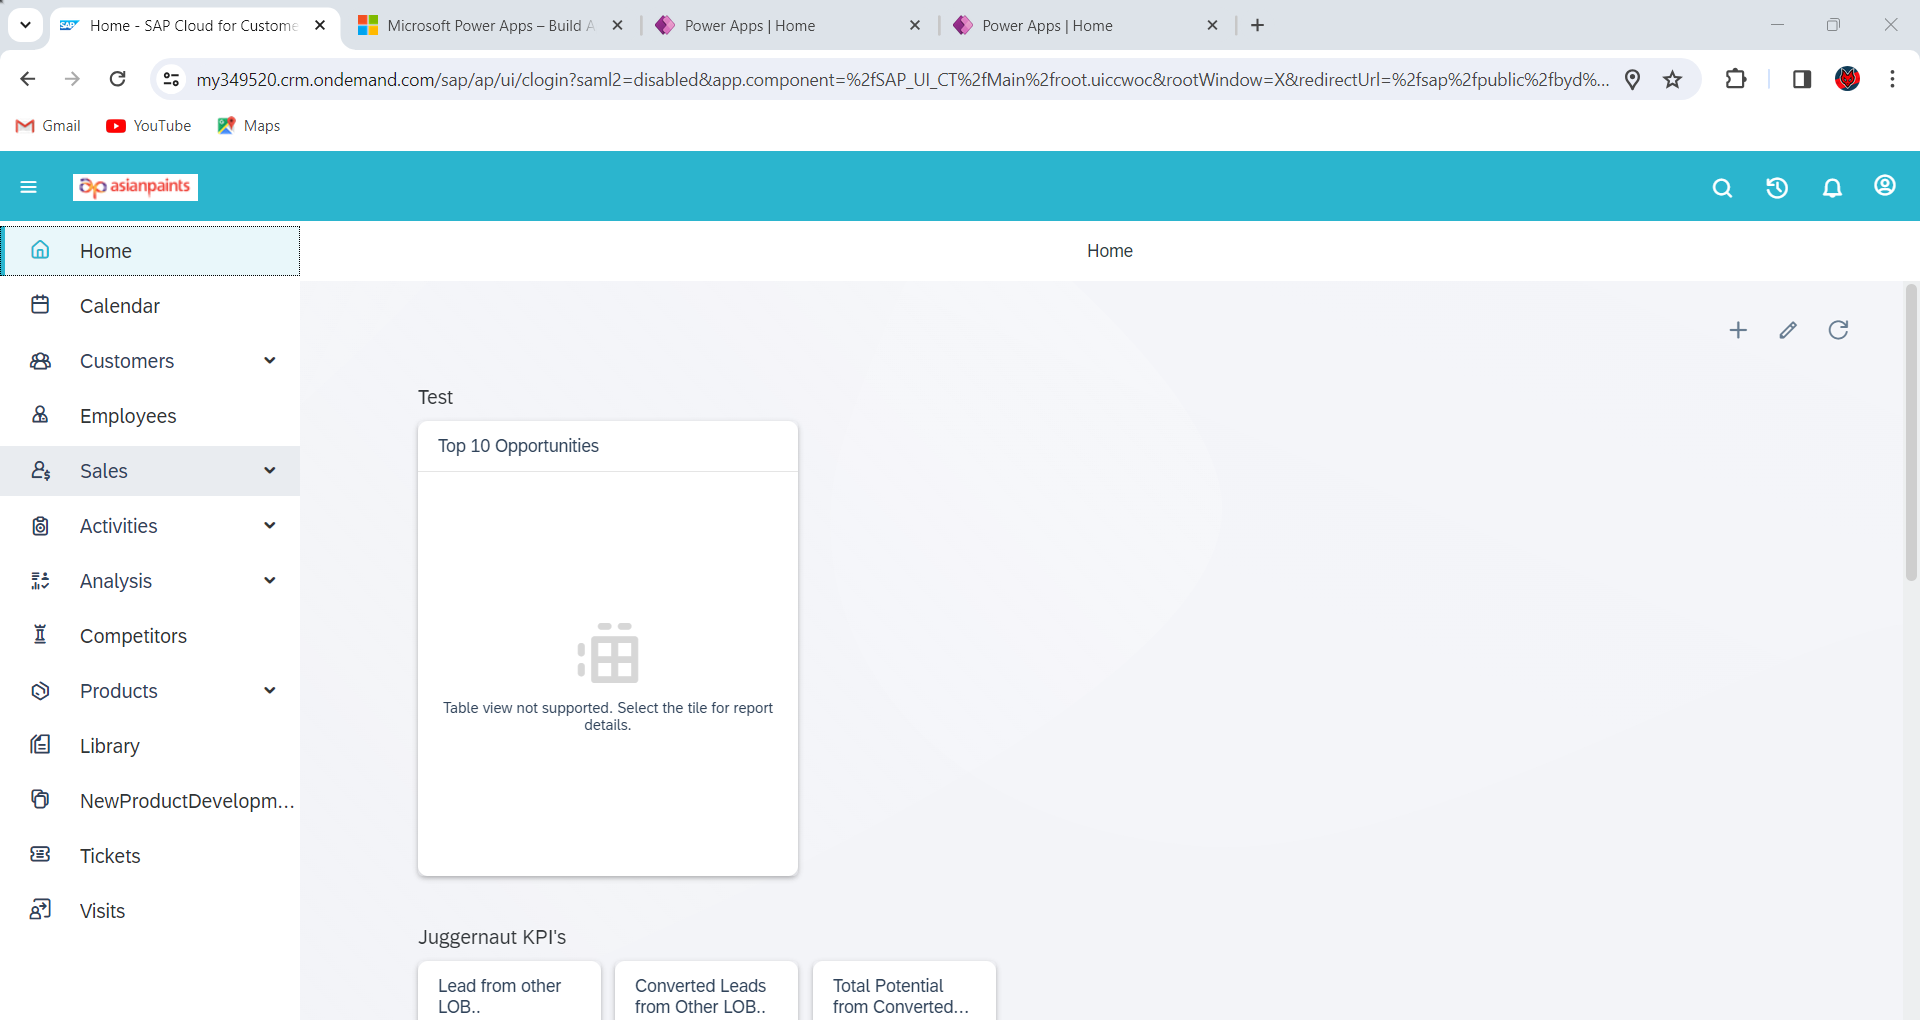 Home - SAP Cloud for Custome
Microsoft Power Apps – Build A
Power Apps | Home
Power Apps | Home
my349520.crm.ondemand.com/sap/ap/ui/clogin?saml2=disabled&app.component=%2fSAP_UI_CT%2fMain%2froot.uiccwoc&rootWindow=X&redirectUrl=%2fsap%2fpublic%2fbyd%...
Gmail
YouTube
Maps
asianpaints
Home
Calendar
Customers
Employees
Sales
Activities
Analysis
Competitors
Products
Library
NewProductDevelopm...
Tickets
Visits
Home
Test
Top 10 Opportunities
Table view not supported. Select the tile for report
details.
Juggernaut KPI's
Lead from other
LOB..
Converted Leads
from Other LOB..
Total Potential
from Converted...